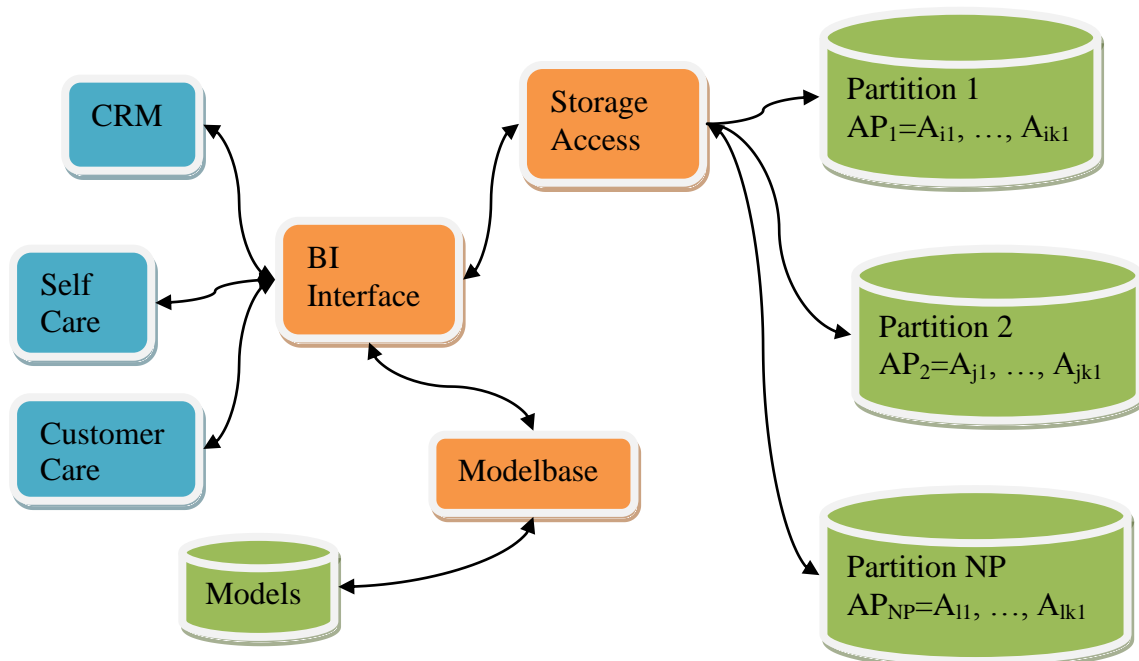 CRM
Self
Care
Customer
Care
BI
Interface
Modelbase
Models
Storage
Access
Partition 1
AP₁=Aᵢ₁, …, Aᵢₖ₁
Partition 2
AP₂=Aⱼ₁, …, Aⱼₖ₁
Partition NP
AP_NP=Aₗ₁, …, Aₗₖ₁